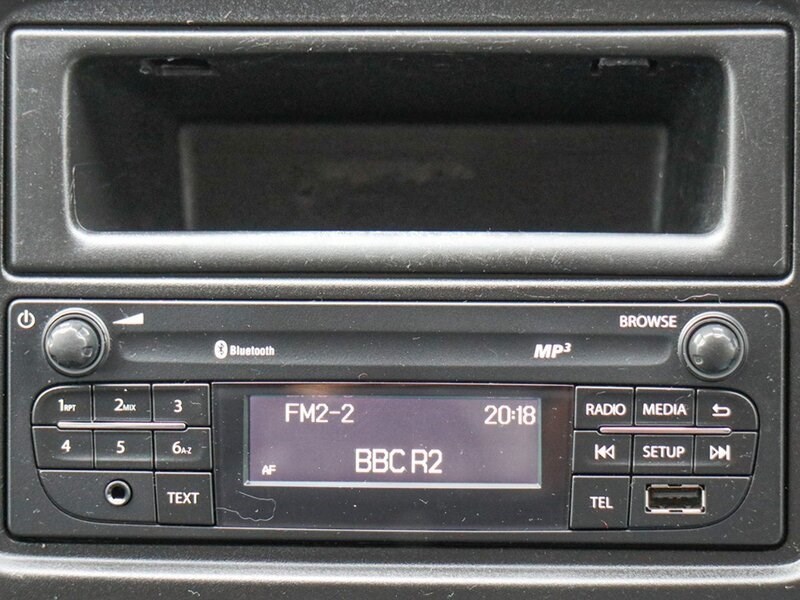 BROWSE
Bluetooth
MP3
1RPT 2MIX 3
FM2-2 20:18
RADIO MEDIA
4 5 6A-Z
AF BBC R2
SETUP
TEXT
TEL